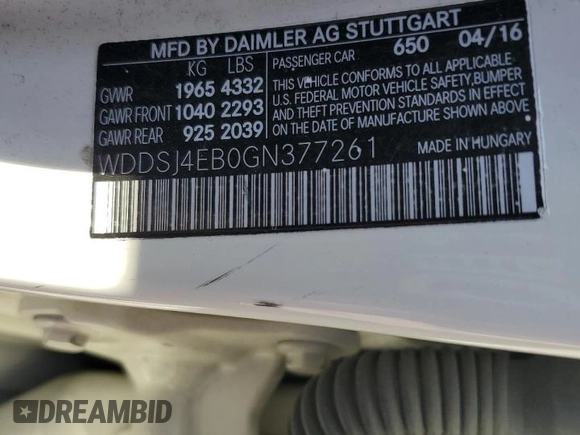 MFD BY DAIMLER AG STUTTGART
KG LBS PASSENGER CAR 650 04/16
GVWR 1965 4332
GAWR FRONT 1040 2293
GAWR REAR 925 2039
THIS VEHICLE CONFORMS TO ALL APPLICABLE
U.S. FEDERAL MOTOR VEHICLE SAFETY, BUMPER
AND THEFT PREVENTION STANDARDS IN EFFECT
ON THE DATE OF MANUFACTURE SHOWN ABOVE
WDDSJ4EB0GN377261 MADE IN HUNGARY
DREAMBID